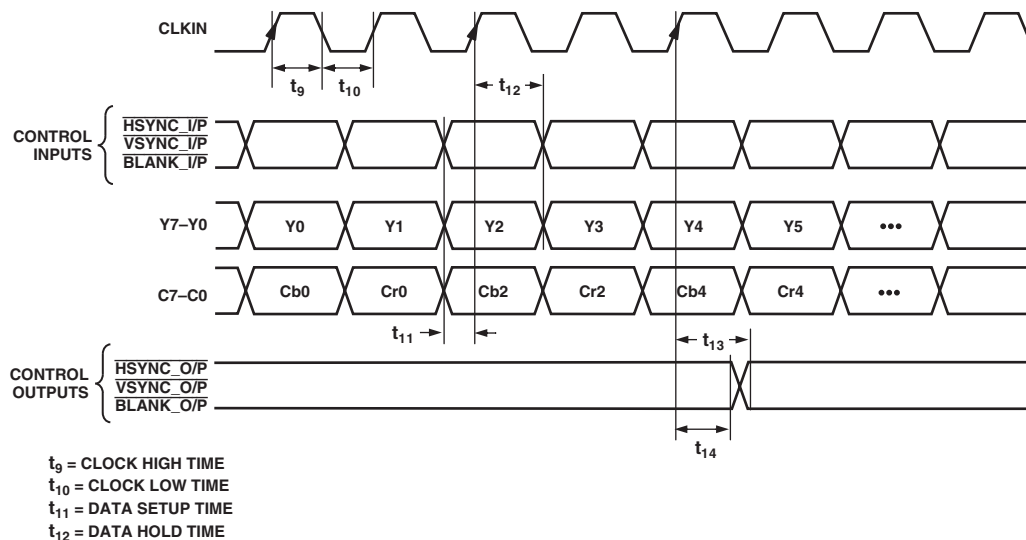 CLKIN
t9 t10 t12
CONTROL INPUTS
HSYNC_I/P
VSYNC_I/P
BLANK_I/P
Y7–Y0 Y0 Y1 Y2 Y3 Y4 Y5 •••
C7–C0 Cb0 Cr0 Cb2 Cr2 Cb4 Cr4 •••
t11 t13
CONTROL OUTPUTS
HSYNC_O/P
VSYNC_O/P
BLANK_O/P
t14
t9 = CLOCK HIGH TIME
t10 = CLOCK LOW TIME
t11 = DATA SETUP TIME
t12 = DATA HOLD TIME